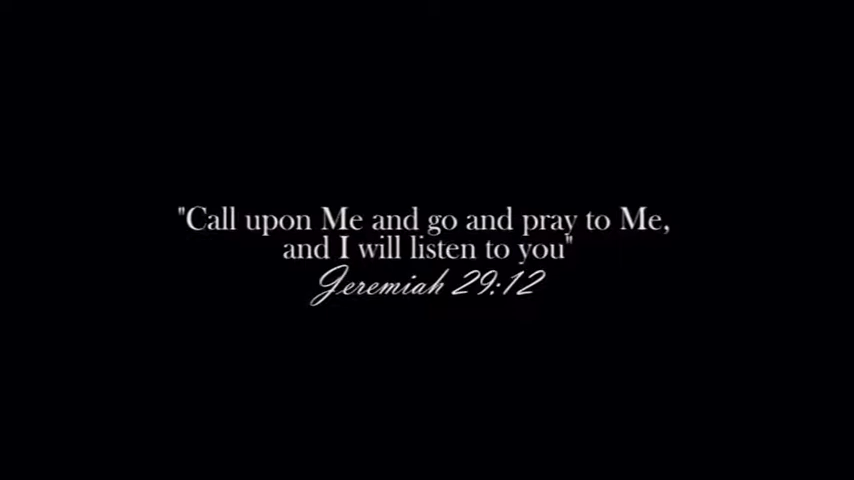 "Call upon Me and go and pray to Me,
and I will listen to you"
Jeremiah 29:12